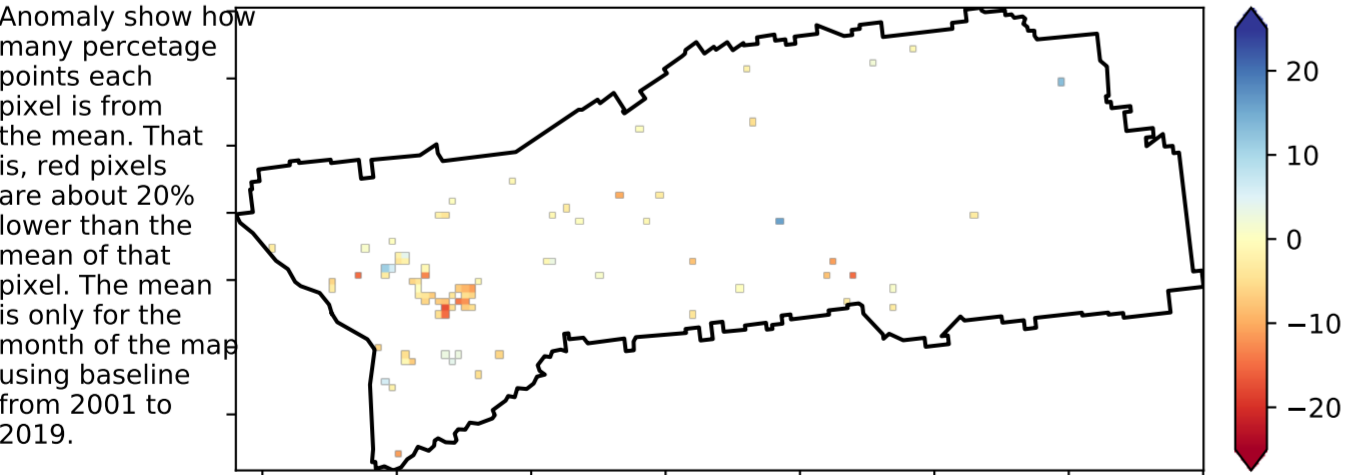 Anomaly show how
many percetage
points each
pixel is from
the mean. That
is, red pixels
are about 20%
lower than the
mean of that
pixel. The mean
is only for the
month of the map
using baseline
from 2001 to
2019.
20
10
0
−10
−20